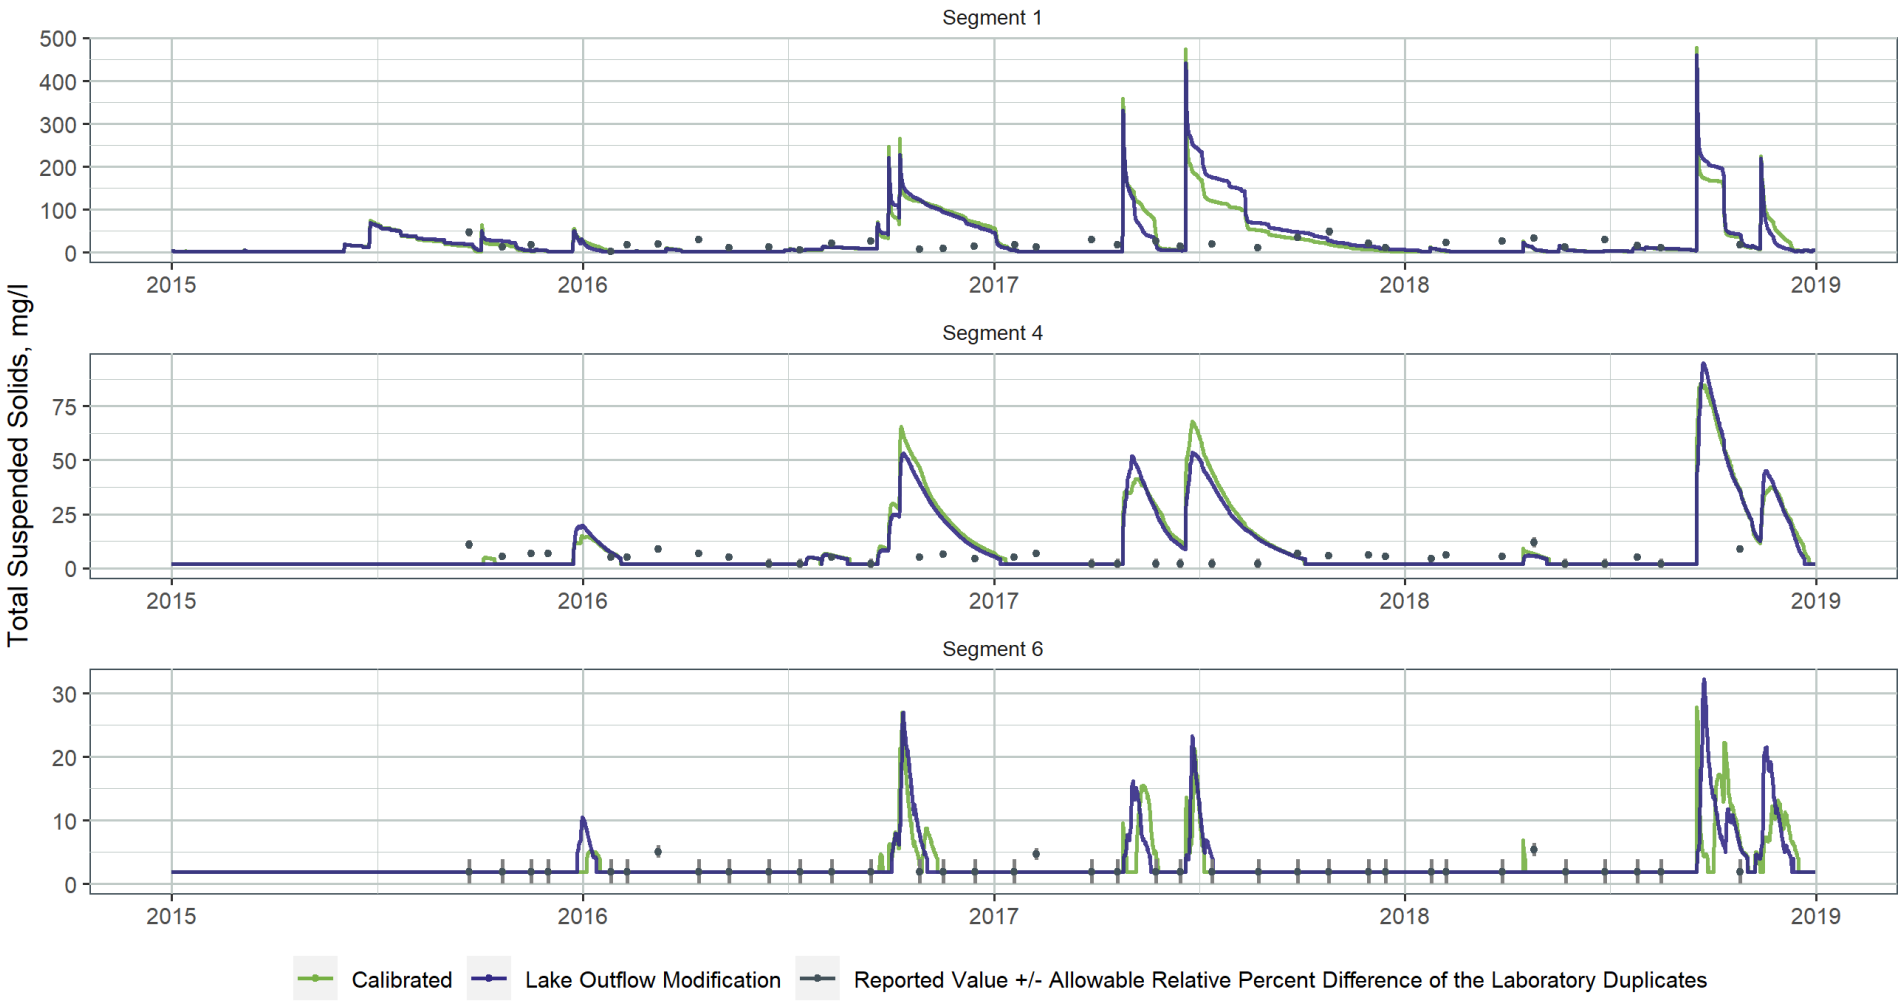 Segment 1
500
400
300
200
100
0
2015 2016 2017 2018 2019
Segment 4
75
50
25
0
2015 2016 2017 2018 2019
Segment 6
30
20
10
0
2015 2016 2017 2018 2019
Total Suspended Solids, mg/l
Calibrated Lake Outflow Modification Reported Value +/- Allowable Relative Percent Difference of the Laboratory Duplicates